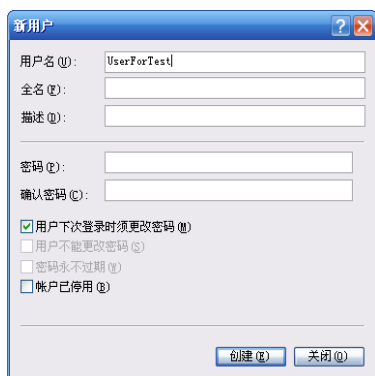 新用户
用户名(U): UserForTest
全名(F):
描述(D):
密码(P):
确认密码(C):
用户下次登录时须更改密码(M)
用户不能更改密码(S)
密码永不过期(W)
帐户已停用(B)
创建(E) 关闭(O)